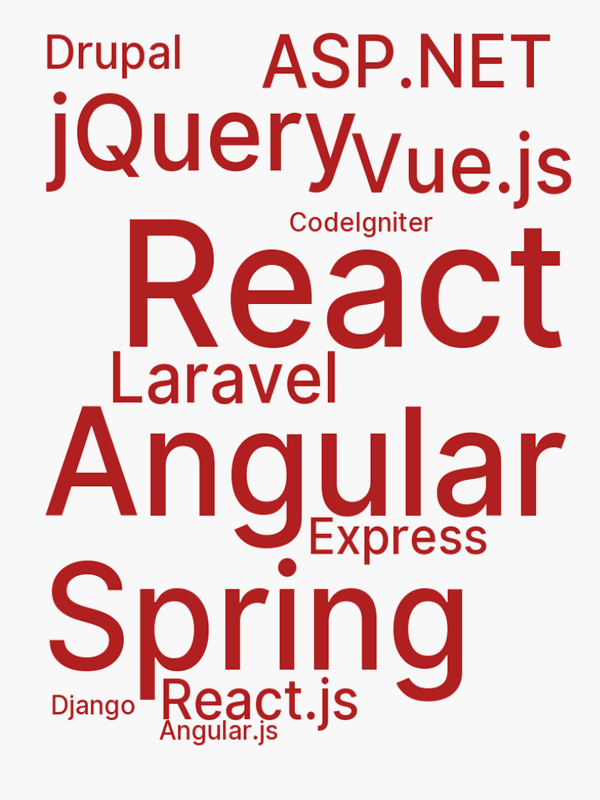 Drupal
ASP.NET
jQuery
Vue.js
CodeIgniter
React
Laravel
Angular
Express
Spring
React.js
Django
Angular.js